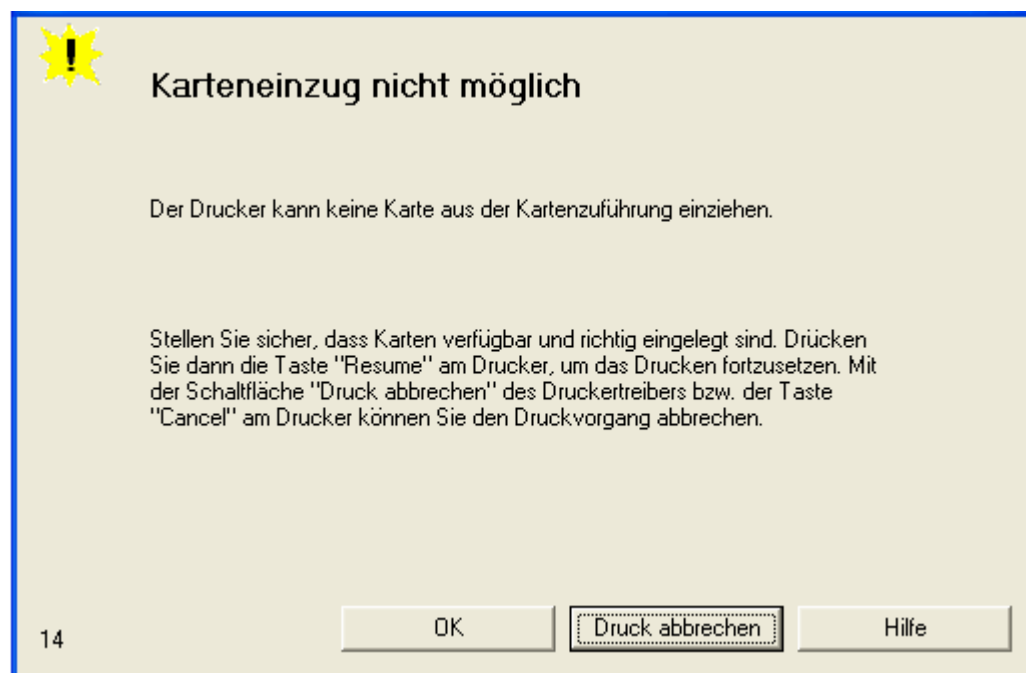 Karteneinzug nicht möglich
Der Drucker kann keine Karte aus der Kartenzuführung einziehen.
Stellen Sie sicher, dass Karten verfügbar und richtig eingelegt sind. Drücken
Sie dann die Taste "Resume" am Drucker, um das Drucken fortzusetzen. Mit
der Schaltfläche "Druck abbrechen" des Druckertreibers bzw. der Taste
"Cancel" am Drucker können Sie den Druckvorgang abbrechen.
14
OK
Druck abbrechen
Hilfe